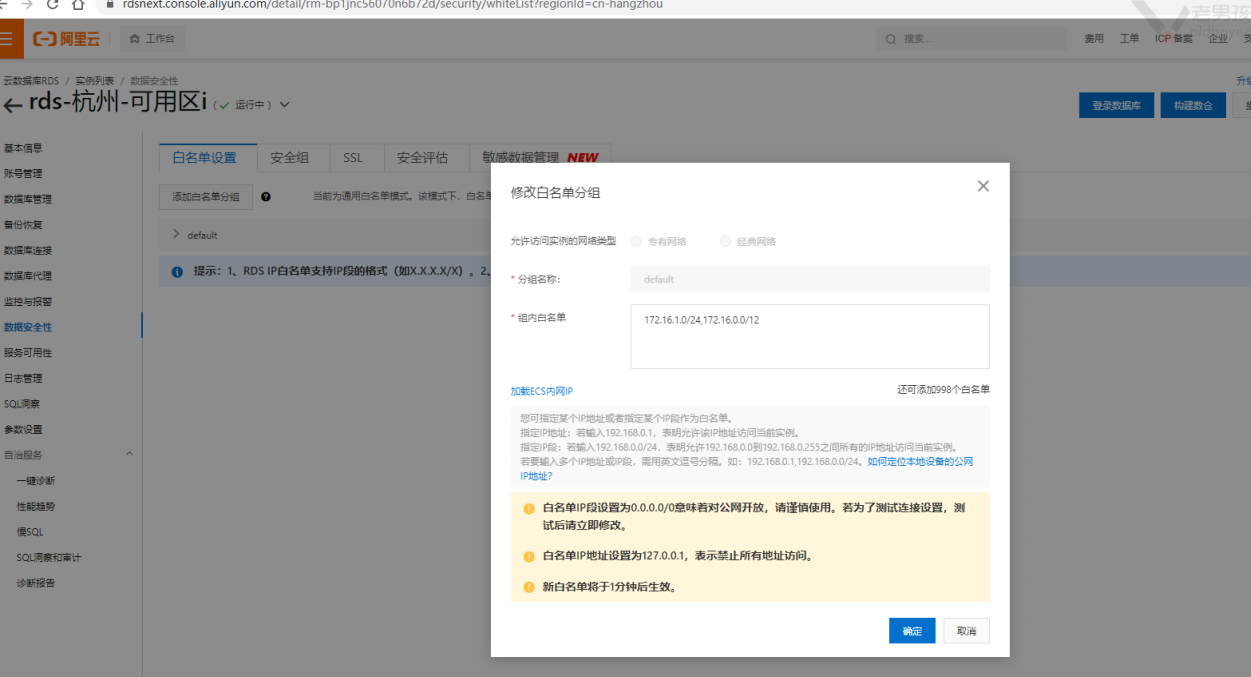 rdsnext.console.aliyun.com/detail/rm-bp1jnc56070n6b72d/security/whiteList?regionId=cn-hangzhou
老男孩
阿里云
工作台
搜索...
费用 工单 ICP 备案 企业 支
云数据库RDS / 实例列表 / 数据安全性
rds-杭州-可用区i ( 运行中 )
登录数据库 构建数仓
基本信息
账号管理
数据库管理
备份恢复
数据库连接
数据库代理
监控与报警
数据安全性
服务可用性
日志管理
SQL洞察
参数设置
自治服务
一键诊断
性能趋势
慢SQL
SQL洞察和审计
诊断报告
白名单设置 安全组 SSL 安全评估 敏感数据管理 NEW
添加白名单分组 当前为通用白名单模式。该模式下，白名单
default
提示：1、RDS IP白名单支持IP段的格式（如X.X.X.X/X）。2、
修改白名单分组
允许访问实例的网络类型 专有网络 经典网络
* 分组名称: default
* 组内白名单 172.16.1.0/24,172.16.0.0/12
加载ECS内网IP 还可添加998个白名单
您可指定某个IP地址或者指定某个IP段作为白名单。
指定IP地址：若输入192.168.0.1，表明允许该IP地址访问当前实例。
指定IP段：若输入192.168.0.0/24，表明允许192.168.0.0到192.168.0.255之间所有的IP地址访问当前实例。
若要输入多个IP地址或IP段，需用英文逗号分隔。如：192.168.0.1,192.168.0.0/24。如何定位本地设备的公网
IP地址?
白名单IP段设置为0.0.0.0/0意味着对公网开放，请谨慎使用。若为了测试连接设置，测
试后请立即修改。
白名单IP地址设置为127.0.0.1，表示禁止所有地址访问。
新白名单将于1分钟后生效。
确定 取消